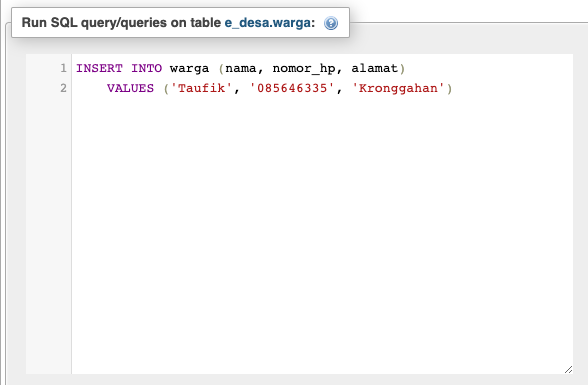 Run SQL query/queries on table e_desa.warga:
1 INSERT INTO warga (nama, nomor_hp, alamat)
2 VALUES ('Taufik', '085646335', 'Kronggahan')